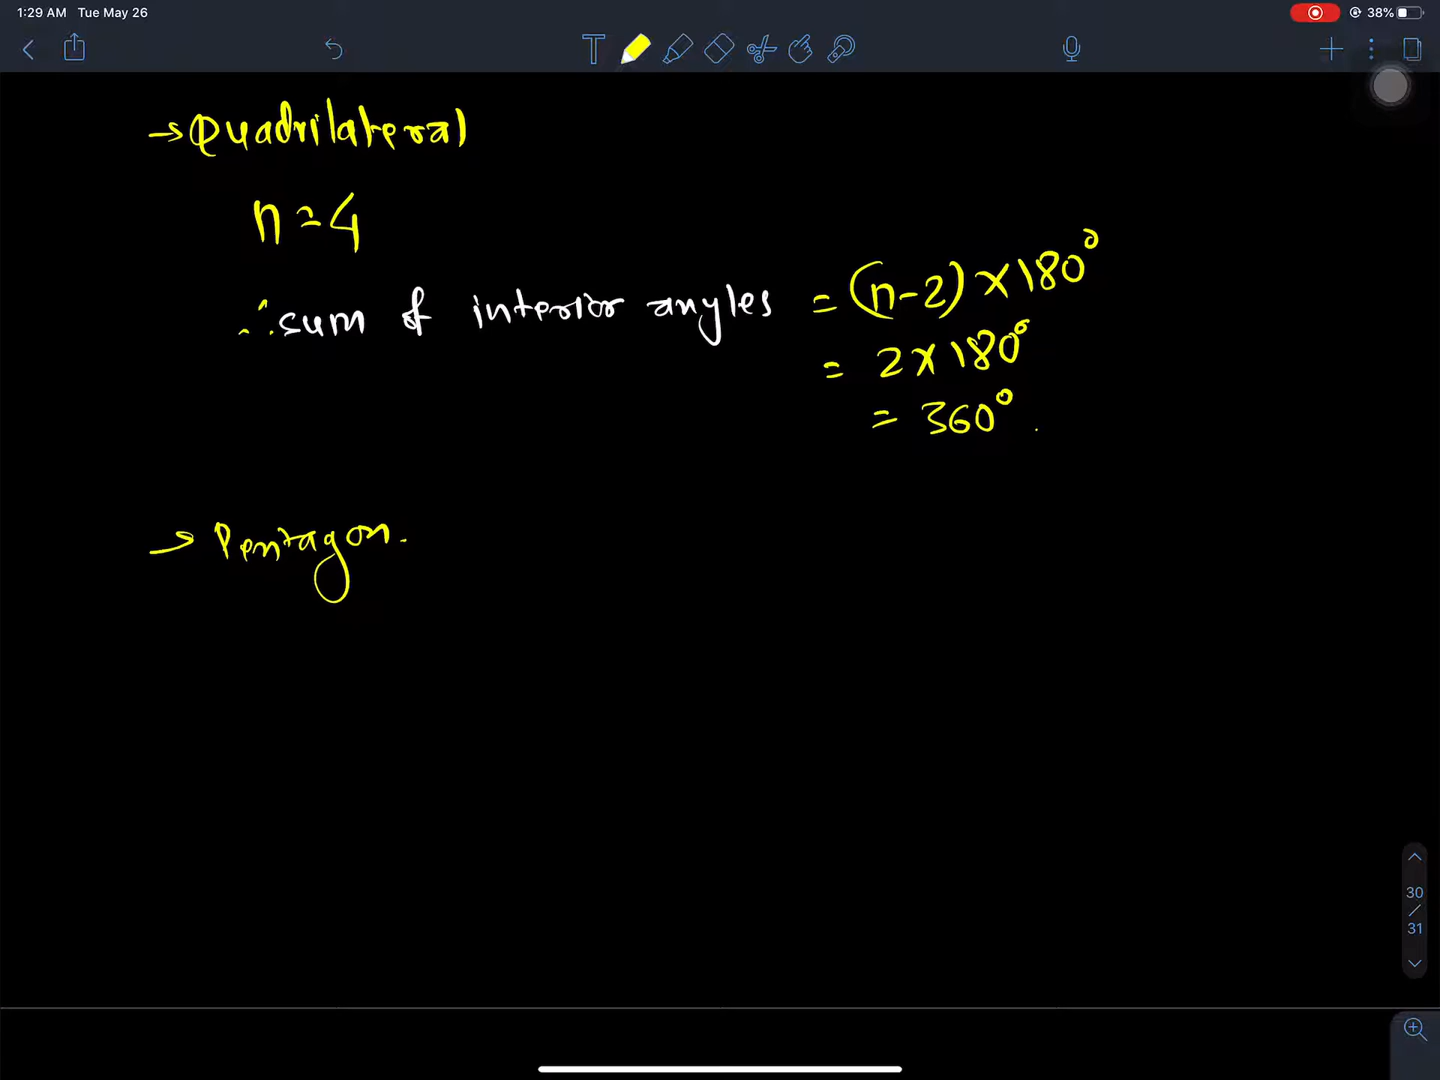 1:29 AM Tue May 26
38%
→ Quadrilateral
n = 4
∴ sum of interior angles = (n-2) × 180°
= 2 × 180°
= 360° .
→ Pentagon.
30
/
31